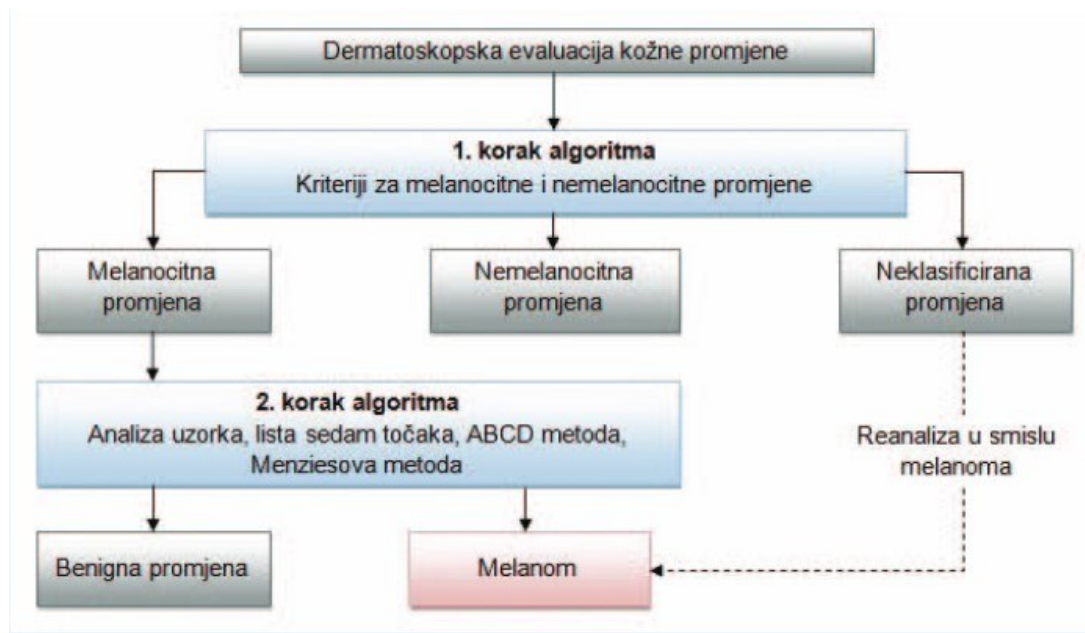 Dermatoskopska evaluacija kožne promjene
1. korak algoritma
Kriteriji za melanocitne i nemelanocitne promjene
Melanocitna
promjena
Nemelanocitna
promjena
Neklasificirana
promjena
2. korak algoritma
Analiza uzorka, lista sedam točaka, ABCD metoda,
Menziesova metoda
Reanaliza u smislu
melanoma
Benigna promjena
Melanom